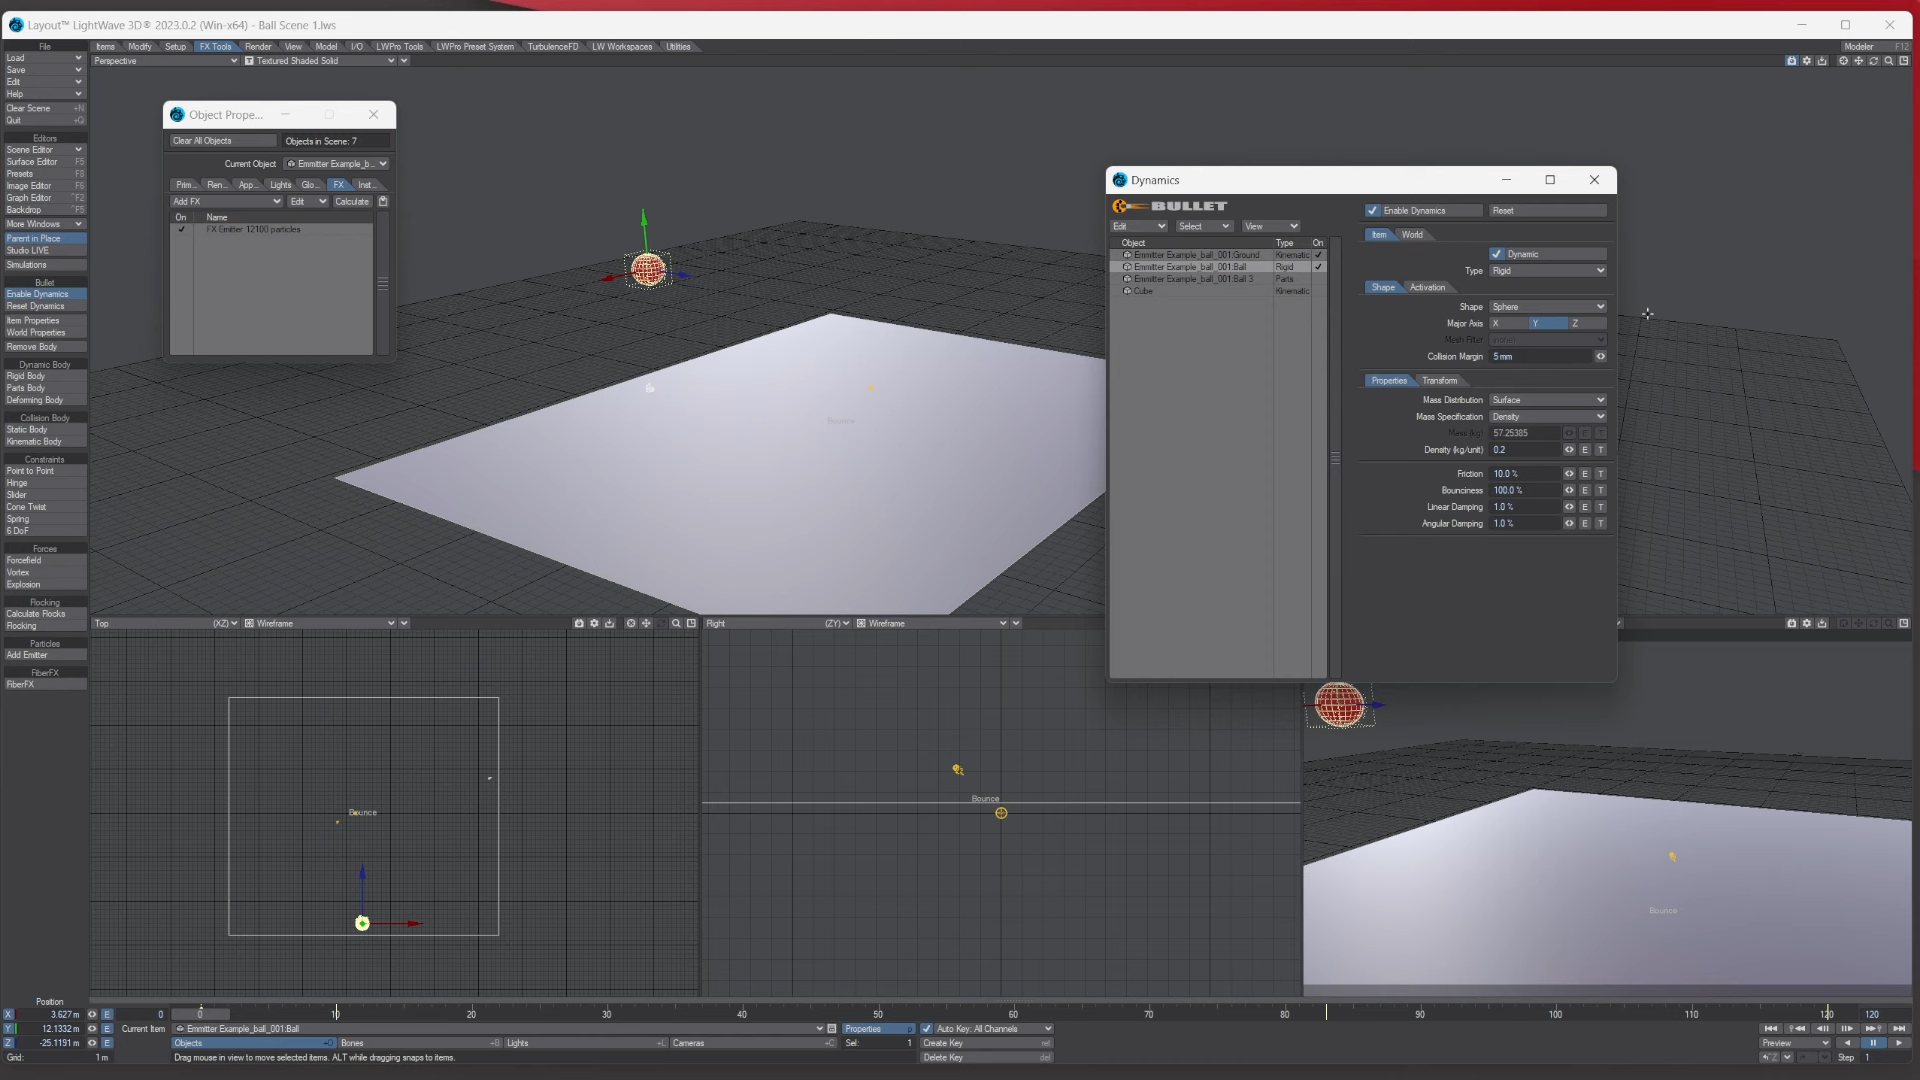 Layout™ LightWave 3D® 2023.0.2 (Win-x64) - Ball Scene 1.lws
File Items Modify Setup FX Tools Render View Model I/O LWPro Tools LWPro Preset System TurbulenceFD LW Workspaces Utilities Modeler F12
Load Perspective Textured Shaded Solid
Save
Edit
Help
Clear Scene +N
Quit +Q
Editors
Scene Editor
Surface Editor F5
Presets F8
Image Editor F6
Graph Editor ^F2
Backdrop ^F5
More Windows
Parent in Place
Studio LIVE
Simulations
Bullet
Enable Dynamics
Reset Dynamics
Item Properties
World Properties
Remove Body
Dynamic Body
Rigid Body
Parts Body
Deforming Body
Collision Body
Static Body
Kinematic Body
Constraints
Point to Point
Hinge
Slider
Cone Twist
Spring
6 DoF
Forces
Forcefield
Vortex
Explosion
Flocking
Calculate Flocks
Flocking
Particles
Add Emitter
FiberFX
FiberFX
Object Prope...
Clear All Objects Objects in Scene: 7
Current Object Emmitter Example_b...
Prim... Ren... App... Lights Glo... FX Inst...
Add FX Edit Calculate
On Name
FX Emitter 12100 particles
Bounce
Dynamics
BULLET
Edit Select View
Object Type On
Emmitter Example_ball_001:Ground Kinematic
Emmitter Example_ball_001:Ball Rigid
Emmitter Example_ball_001:Ball 3 Parts
Cube Kinematic
Enable Dynamics Reset
Item World
Dynamic
Type Rigid
Shape Activation
Shape Sphere
Major Axis X Y Z
Mesh Filter (none)
Collision Margin 5 mm
Properties Transform
Mass Distribution Surface
Mass Specification Density
Mass (kg) 57.25385 E T
Density (kg/unit) 0.2 E T
Friction 10.0 % E T
Bounciness 100.0 % E T
Linear Damping 1.0 % E T
Angular Damping 1.0 % E T
Top (XZ) Wireframe
Bounce
Right (ZY) Wireframe
Bounce
Bounce
Position
X 3.627 m E 0 0 10 20 30 40 50 60 70 80 90 100 110 120 120
Y 12.1332 m E Current Item Emmitter Example_ball_001:Ball Properties p Auto Key: All Channels
Z -25.1191 m E Objects +O Bones +B Lights +L Cameras +C Sel: 1 Create Key ret Preview
Grid: 1 m Drag mouse in view to move selected items. ALT while dragging snaps to items. Delete Key del Step 1